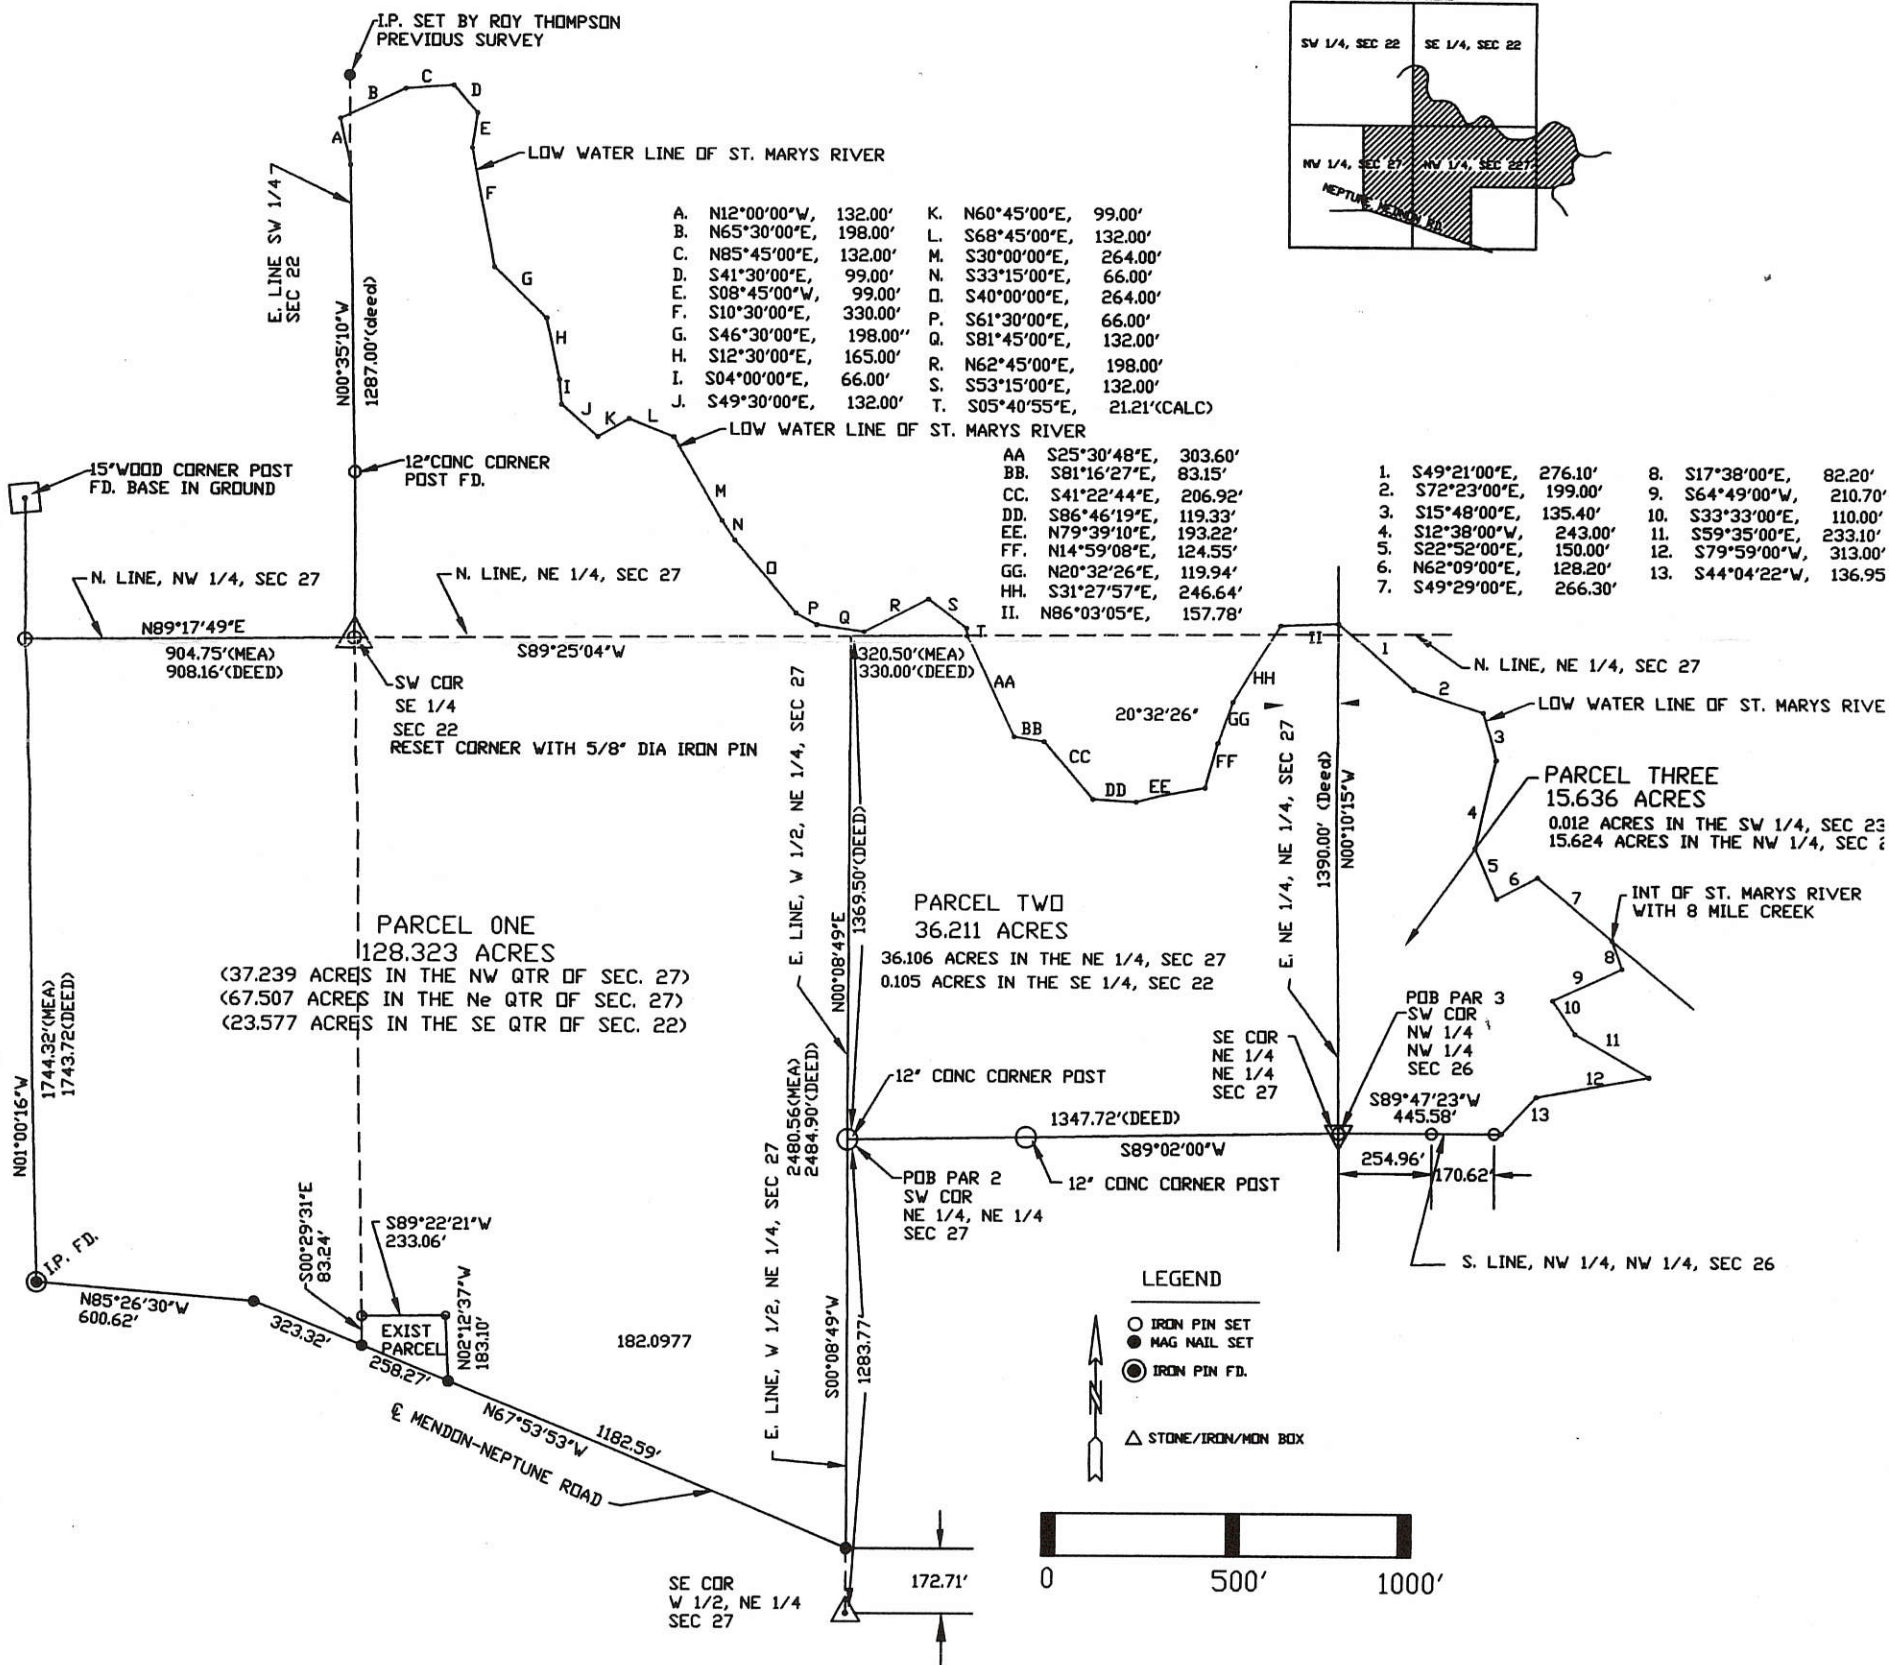 I.P. SET BY ROY THOMPSON
PREVIOUS SURVEY
SW 1/4, SEC 22
SE 1/4, SEC 22
NW 1/4, SEC 27
NW 1/4, SEC 227
NEPTUNE MENDON RD.
B
C
D
A
E
F
G
H
I
J
K
L
M
N
O
P
Q
R
S
T
LOW WATER LINE OF ST. MARYS RIVER
E. LINE SW 1/4
SEC 22
N00°35'10"W
1287.00'(deed)
A. N12°00'00"W, 132.00'
B. N65°30'00"E, 198.00'
C. N85°45'00"E, 132.00'
D. S41°30'00"E, 99.00'
E. S08°45'00"W, 99.00'
F. S10°30'00"E, 330.00'
G. S46°30'00"E, 198.00''
H. S12°30'00"E, 165.00'
I. S04°00'00"E, 66.00'
J. S49°30'00"E, 132.00'
K. N60°45'00"E, 99.00'
L. S68°45'00"E, 132.00'
M. S30°00'00"E, 264.00'
N. S33°15'00"E, 66.00'
O. S40°00'00"E, 264.00'
P. S61°30'00"E, 66.00'
Q. S81°45'00"E, 132.00'
R. N62°45'00"E, 198.00'
S. S53°15'00"E, 132.00'
T. S05°40'55"E, 21.21'(CALC)
LOW WATER LINE OF ST. MARYS RIVER
AA S25°30'48"E, 303.60'
BB. S81°16'27"E, 83.15'
CC. S41°22'44"E, 206.92'
DD. S86°46'19"E, 119.33'
EE. N79°39'10"E, 193.22'
FF. N14°59'08"E, 124.55'
GG. N20°32'26"E, 119.94'
HH. S31°27'57"E, 246.64'
II. N86°03'05"E, 157.78'
1. S49°21'00"E, 276.10'
2. S72°23'00"E, 199.00'
3. S15°48'00"E, 135.40'
4. S12°38'00"W, 243.00'
5. S22°52'00"E, 150.00'
6. N62°09'00"E, 128.20'
7. S49°29'00"E, 266.30'
8. S17°38'00"E, 82.20'
9. S64°49'00"W, 210.70'
10. S33°33'00"E, 110.00'
11. S59°35'00"E, 233.10'
12. S79°59'00"W, 313.00'
13. S44°04'22"W, 136.95
15"WOOD CORNER POST
FD. BASE IN GROUND
12"CONC CORNER
POST FD.
N. LINE, NW 1/4, SEC 27
N. LINE, NE 1/4, SEC 27
N89°17'49"E
904.75'(MEA)
908.16'(DEED)
S89°25'04"W
SW COR
SE 1/4
SEC 22
RESET CORNER WITH 5/8" DIA IRON PIN
320.50'(MEA)
330.00'(DEED)
AA
BB
CC
DD
EE
FF
GG
HH
II
20°32'26"
1
2
3
4
5
6
7
8
9
10
11
12
13
N. LINE, NE 1/4, SEC 27
LOW WATER LINE OF ST. MARYS RIVE
E. LINE, W 1/2, NE 1/4, SEC 27
1369.50'(DEED)
N00°08'49"E
E. NE 1/4, NE 1/4, SEC 27
1390.00' (Deed)
N00°10'15"W
PARCEL THREE
15.636 ACRES
0.012 ACRES IN THE SW 1/4, SEC 23
15.624 ACRES IN THE NW 1/4, SEC
INT OF ST. MARYS RIVER
WITH 8 MILE CREEK
PARCEL ONE
128.323 ACRES
(37.239 ACRES IN THE NW QTR OF SEC. 27)
(67.507 ACRES IN THE Ne QTR OF SEC. 27)
(23.577 ACRES IN THE SE QTR OF SEC. 22)
PARCEL TWO
36.211 ACRES
36.106 ACRES IN THE NE 1/4, SEC 27
0.105 ACRES IN THE SE 1/4, SEC 22
N01°00'16"W
1744.32'(MEA)
1743.72(DEED)
12" CONC CORNER POST
2480.56(MEA)
2484.90'(DEED)
1347.72'(DEED)
S89°02'00"W
12" CONC CORNER POST
SE COR
NE 1/4
NE 1/4
SEC 27
POB PAR 3
SW COR
NW 1/4
NW 1/4
SEC 26
S89°47'23"W
445.58'
254.96'
170.62'
POB PAR 2
SW COR
NE 1/4, NE 1/4
SEC 27
S. LINE, NW 1/4, NW 1/4, SEC 26
I.P. FD.
N85°26'30"W
600.62'
323.32'
S00°29'31"E
83.24'
S89°22'21"W
233.06'
EXIST
PARCEL
N02°12'37"W
183.10'
258.27'
182.0977
N67°53'53"W
1182.59'
℄ MENDON-NEPTUNE ROAD
E. LINE, W 1/2, NE 1/4, SEC 27
S00°08'49"W
1283.77'
SE COR
W 1/2, NE 1/4
SEC 27
172.71'
LEGEND
IRON PIN SET
MAG NAIL SET
IRON PIN FD.
STONE/IRON/MON BOX
N
0
500'
1000'